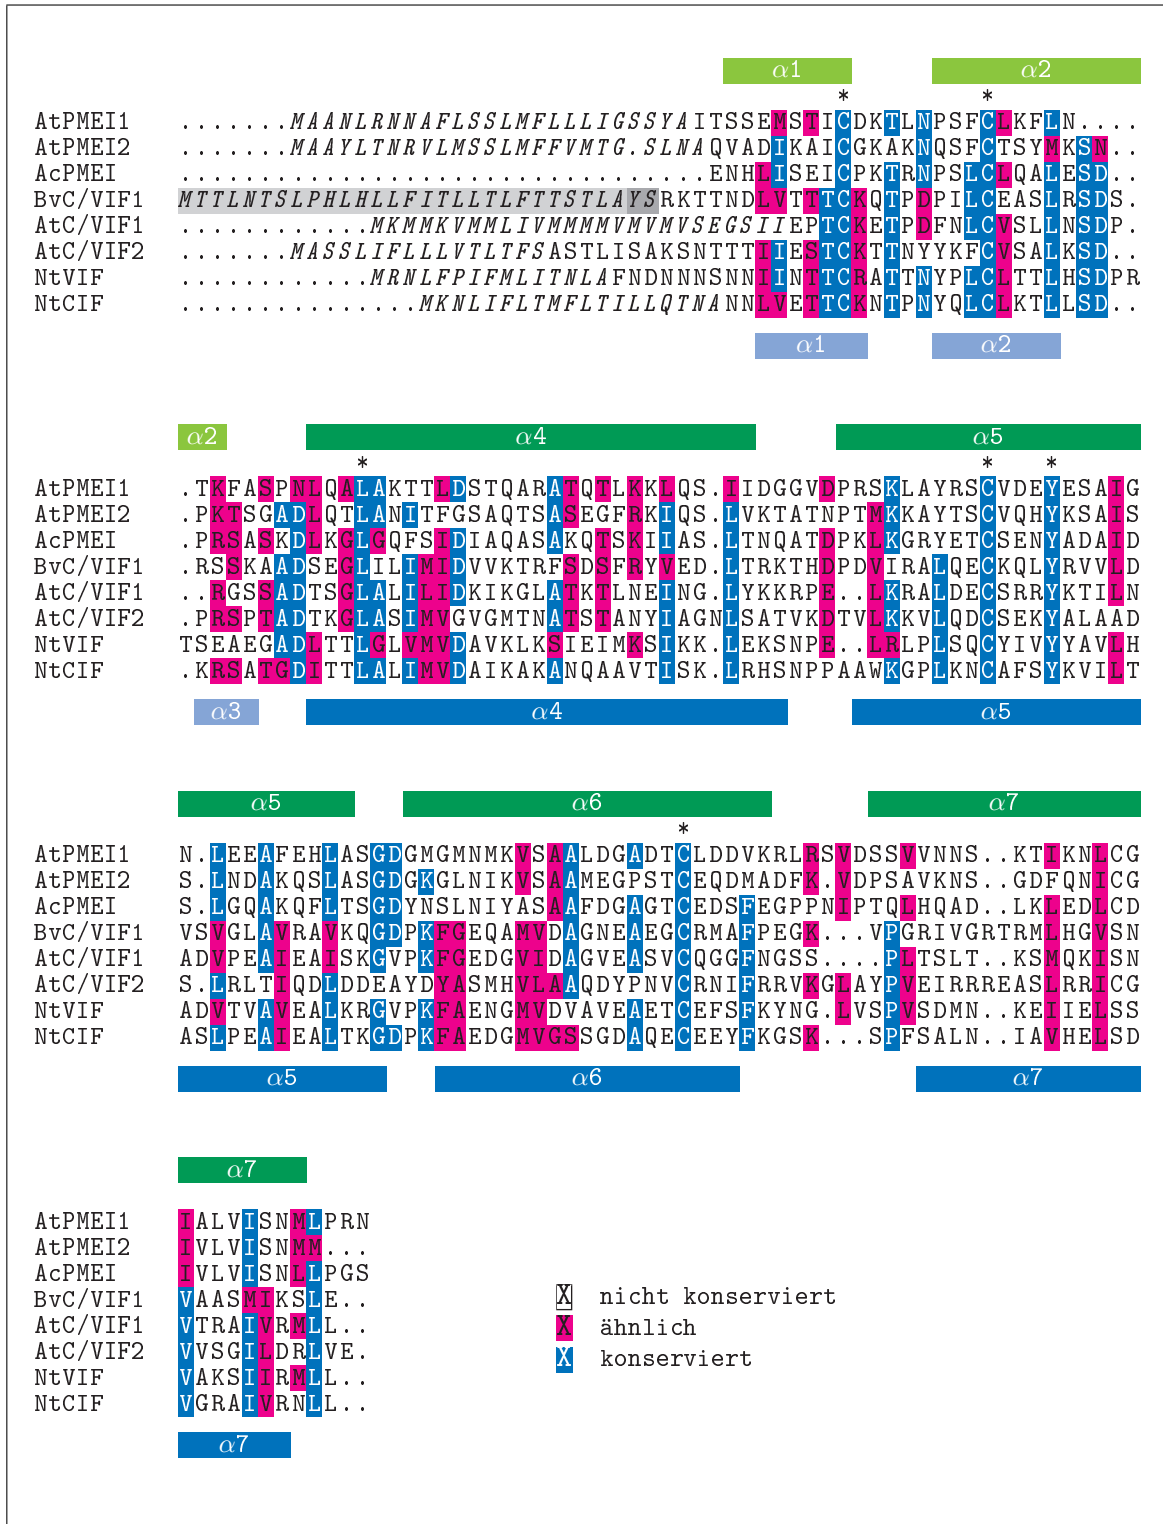 α1 α2
* *
AtPMEI1 .......MAANLRNNAFLSSLMFLLLIGSSYAITSSEMSTICDKTLNPSFCLKFLN....
AtPMEI2 .......MAAYLTNRVLMSSLMFFVMTG.SLNAQVADIKAICGKAKNQSFCTSYMKSN..
AcPMEI .................................ENHLISEICPKTRNPSLCLQALESD..
BvC/VIF1 MTTLNTSLPHLHLLFITLLTLFTTSTLAYSRKTTNDLVTTTCKQTPDPILCEASLRSDS.
AtC/VIF1 ............MKMMKVMMLIVMMMMVMVMVSEGSIIEPTCKETPDFNLCVSLLNSDP.
AtC/VIF2 .......MASSLIFLLLVTLTFSASTLISAKSNTTTIIESTCKTTNYYKFCVSALKSD..
NtVIF ............MRNLFPIFMLITNLAFNDNNNSNNIINTTCRATTNYPLCLTTLHSDPR
NtCIF ...............MKNLIFLTMFLTILLQTNANNLVETTCKNTPNYQLCLKTLLSD..
α1 α2
α2 α4 α5
* * *
AtPMEI1 .TKFASPNLQALAKTTLDSTQARATQTLKKLQS.IIDGGVDPRSKLAYRSCVDEYESAIG
AtPMEI2 .PKTSGADLQTLANITFGSAQTSASEGFRKIQS.LVKTATNPTMKKAYTSCVQHYKSAIS
AcPMEI .PRSASKDLKGLGQFSIDIAQASAKQTSKIIAS.LTNQATDPKLKGRYETCSENYADAID
BvC/VIF1 .RSSKAADSEGLILIMIDVVKTRFSDSFRYVED.LTRKTHDPDVIRALQECKQLYRVVLD
AtC/VIF1 ..RGSSADTSGLALILIDKIKGLATKTLNEING.LYKKRPE..LKRALDECSRRYKTILN
AtC/VIF2 .PRSPTADTKGLASIMVGVGMTNATSTANYIAGNLSATVKDTVLKKVLQDCSEKYALAAD
NtVIF TSEAEGADLTTLGLVMVDAVKLKSIEIMKSIKK.LEKSNPE..LRLPLSQCYIVYYAVLH
NtCIF .KRSATGDITTLALIMVDAIKAKANQAAVTISK.LRHSNPPAAWKGPLKNCAFSYKVILT
α3 α4 α5
α5 α6 α7
*
AtPMEI1 N.LEEAFEHLASGDGMGMNMKVSAALDGADTCLDDVKRLRSVDSSVVNNS..KTIKNLCG
AtPMEI2 S.LNDAKQSLASGDGKGLNIKVSAAMEGPSTCEQDMADFK.VDPSAVKNS..GDFQNICG
AcPMEI S.LGQAKQFLTSGDYNSLNIYASAAFDGAGTCEDSFEGPPNIPTQLHQAD..LKLEDLCD
BvC/VIF1 VSVGLAVRAVKQGDPKFGEQAMVDAGNEAEGCRMAFPEGK...VPGRIVGRTRMLHGVSN
AtC/VIF1 ADVPEAIEAISKGVPKFGEDGVIDAGVEASVCQGGFNGSS....PLTSLT..KSMQKISN
AtC/VIF2 S.LRLTIQDLDDEAYDYASMHVLAAQDYPNVCRNIFRRVKGLAYPVEIRRREASLRRICG
NtVIF ADVTVAVEALKRGVPKFAENGMVDVAVEAETCEFSFKYNG.LVSPVSDMN..KEIIELSS
NtCIF ASLPEAIEALTKGDPKFAEDGMVGSSGDAQECEEYFKGSK...SPFSALN..IAVHELSD
α5 α6 α7
α7
AtPMEI1 IALVISNMLPRN
AtPMEI2 IVLVISNMM...
AcPMEI IVLVISNLLPGS
BvC/VIF1 VAASMIKSLE..
AtC/VIF1 VTRAIVRMLL..
AtC/VIF2 VVSGILDRLVE.
NtVIF VAKSIIRMLL..
NtCIF VGRAIVRNLL..
α7
X nicht konserviert
X ähnlich
X konserviert